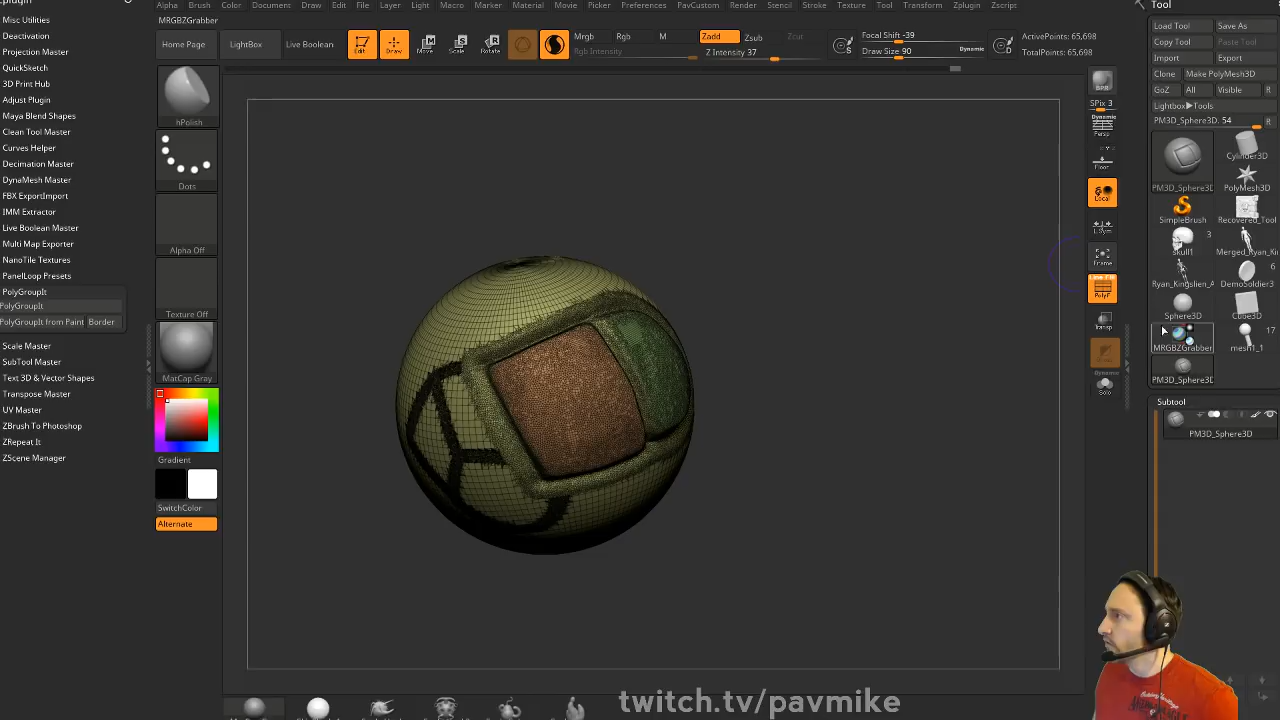 Alpha Brush Color Document Draw Edit File Layer Light Macro Marker Material Movie Picker Preferences PavCustom Render Stencil Stroke Texture Tool Transform Zplugin Zscript
MRGBZGrabber
Home Page LightBox Live Boolean Edit Draw Move Scale Rotate
Mrgb Rgb M Zadd Zsub Zcut
Rgb Intensity Z Intensity 37
Focal Shift -39
Draw Size 90 Dynamic
ActivePoints: 65,698
TotalPoints: 65,698
Misc Utilities
Deactivation
Projection Master
QuickSketch
3D Print Hub
Adjust Plugin
Maya Blend Shapes
Clean Tool Master
Curves Helper
Decimation Master
DynaMesh Master
FBX ExportImport
IMM Extractor
Live Boolean Master
Multi Map Exporter
NanoTile Textures
PanelLoop Presets
PolyGroupIt
PolyGroupIt
PolyGroupIt from Paint Border
Scale Master
SubTool Master
Text 3D & Vector Shapes
Transpose Master
UV Master
ZBrush To Photoshop
ZRepeat It
ZScene Manager
hPolish
Dots
Alpha Off
Texture Off
MatCap Gray
Gradient
SwitchColor
Alternate
BPR
SPix 3
Dynamic
Persp
Floor
Local
L.Sym
Frame
Line Fill
PolyF
Transp
Dynamic
Solo
Tool
Load Tool Save As
Copy Tool Paste Tool
Import Export
Clone Make PolyMesh3D
GoZ All Visible R
Lightbox▶Tools
PM3D_Sphere3D. 54 R
Cylinder3D
PM3D_Sphere3D PolyMesh3D
SimpleBrush Recovered_Tool
3
skull1 Merged_Ryan_Ki
6
Ryan_Kingslien_A DemoSoldier3
Sphere3D Cube3D
17
MRGBZGrabber mesh1_1
PM3D_Sphere3D
Subtool
PM3D_Sphere3D
twitch.tv/pavmike